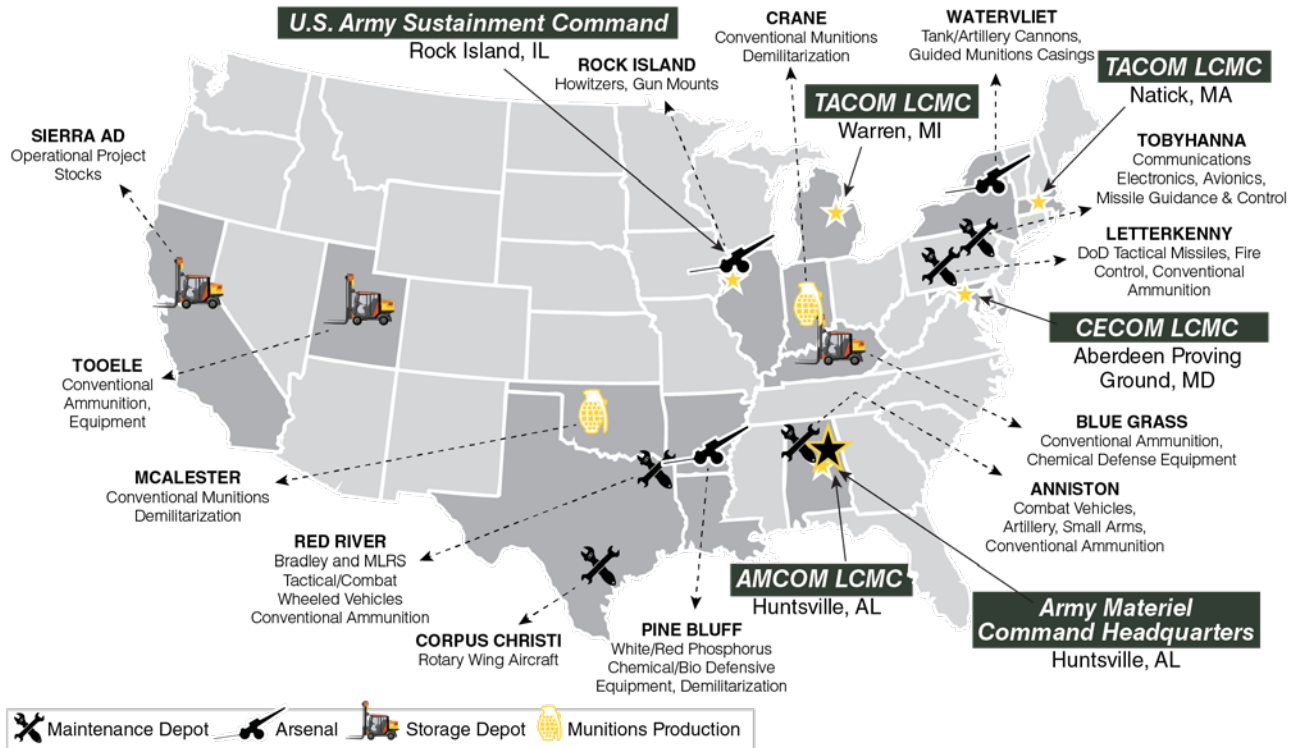 U.S. Army Sustainment Command
Rock Island, IL
ROCK ISLAND
Howitzers, Gun Mounts
CRANE
Conventional Munitions
Demilitarization
WATERVLIET
Tank/Artillery Cannons,
Guided Munitions Casings
TACOM LCMC
Natick, MA
TACOM LCMC
Warren, MI
SIERRA AD
Operational Project
Stocks
TOBYHANNA
Communications
Electronics, Avionics,
Missile Guidance & Control
LETTERKENNY
DoD Tactical Missiles, Fire
Control, Conventional
Ammunition
CECOM LCMC
Aberdeen Proving
Ground, MD
TOOELE
Conventional
Ammunition,
Equipment
BLUE GRASS
Conventional Ammunition,
Chemical Defense Equipment
MCALESTER
Conventional Munitions
Demilitarization
ANNISTON
Combat Vehicles,
Artillery, Small Arms,
Conventional Ammunition
RED RIVER
Bradley and MLRS
Tactical/Combat
Wheeled Vehicles
Conventional Ammunition
AMCOM LCMC
Huntsville, AL
Army Materiel
Command Headquarters
Huntsville, AL
CORPUS CHRISTI
Rotary Wing Aircraft
PINE BLUFF
White/Red Phosphorus
Chemical/Bio Defensive
Equipment, Demilitarization
Maintenance Depot
Arsenal
Storage Depot
Munitions Production